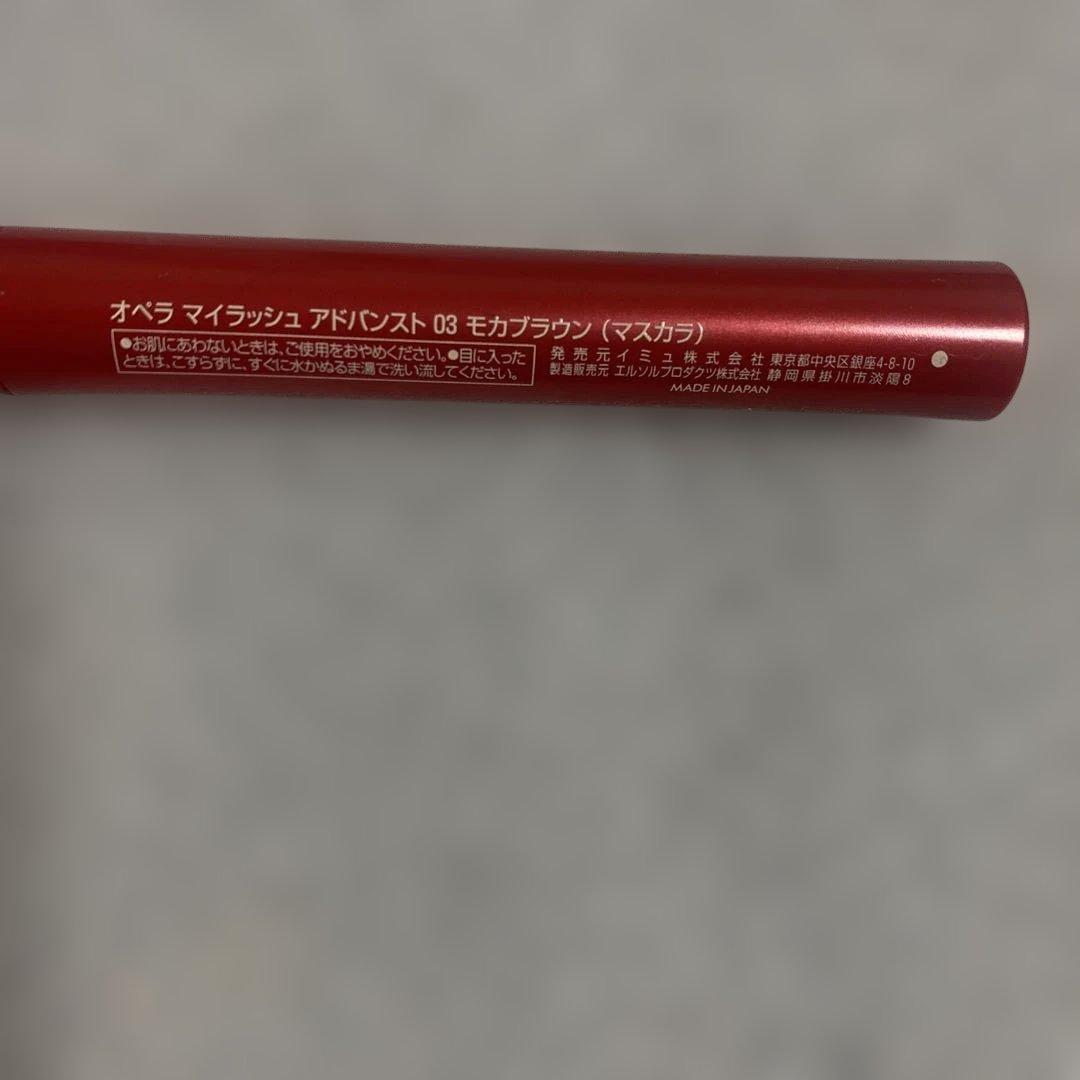 オペラ マイラッシュ アドバンスト 03 モカブラウン (マスカラ)
●お肌にあわないときは、ご使用をおやめください。●目に入った
ときは、こすらずに、すぐに水かぬるま湯で洗い流してください。
発売元イミュ株式会社 東京都中央区銀座4-8-10
製造販売元 エルソルプロダクツ株式会社 静岡県掛川市淡陽8
MADE IN JAPAN